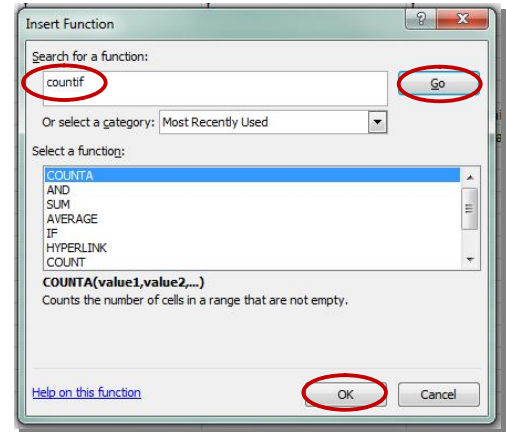 Insert Function
Search for a function:
countif
Go
Or select a category: Most Recently Used
Select a function:
COUNTA
AND
SUM
AVERAGE
IF
HYPERLINK
COUNT
COUNTA(value1,value2,...)
Counts the number of cells in a range that are not empty.
Help on this function
OK Cancel